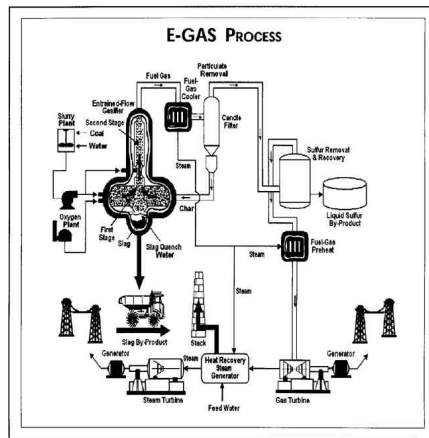 E-GAS PROCESS
Fuel Gas
Particulate
Removal
Entrained-Flow
Gasifier
Fuel-
Gas
Cooler
Slurry
Plant
Second Stage
Candle
Filter
Coal
Water
Sulfur Removal
& Recovery
Steam
Oxygen
Plant
Char
Liquid Sulfur
By-Product
First
Stage
Slag
Slag Quench
Water
Steam
Fuel-Gas
Preheat
Steam
Slag By-Product
Stack
Generator
Steam
Heat Recovery
Steam
Generator
Generator
Steam Turbine
Gas Turbine
Feed Water